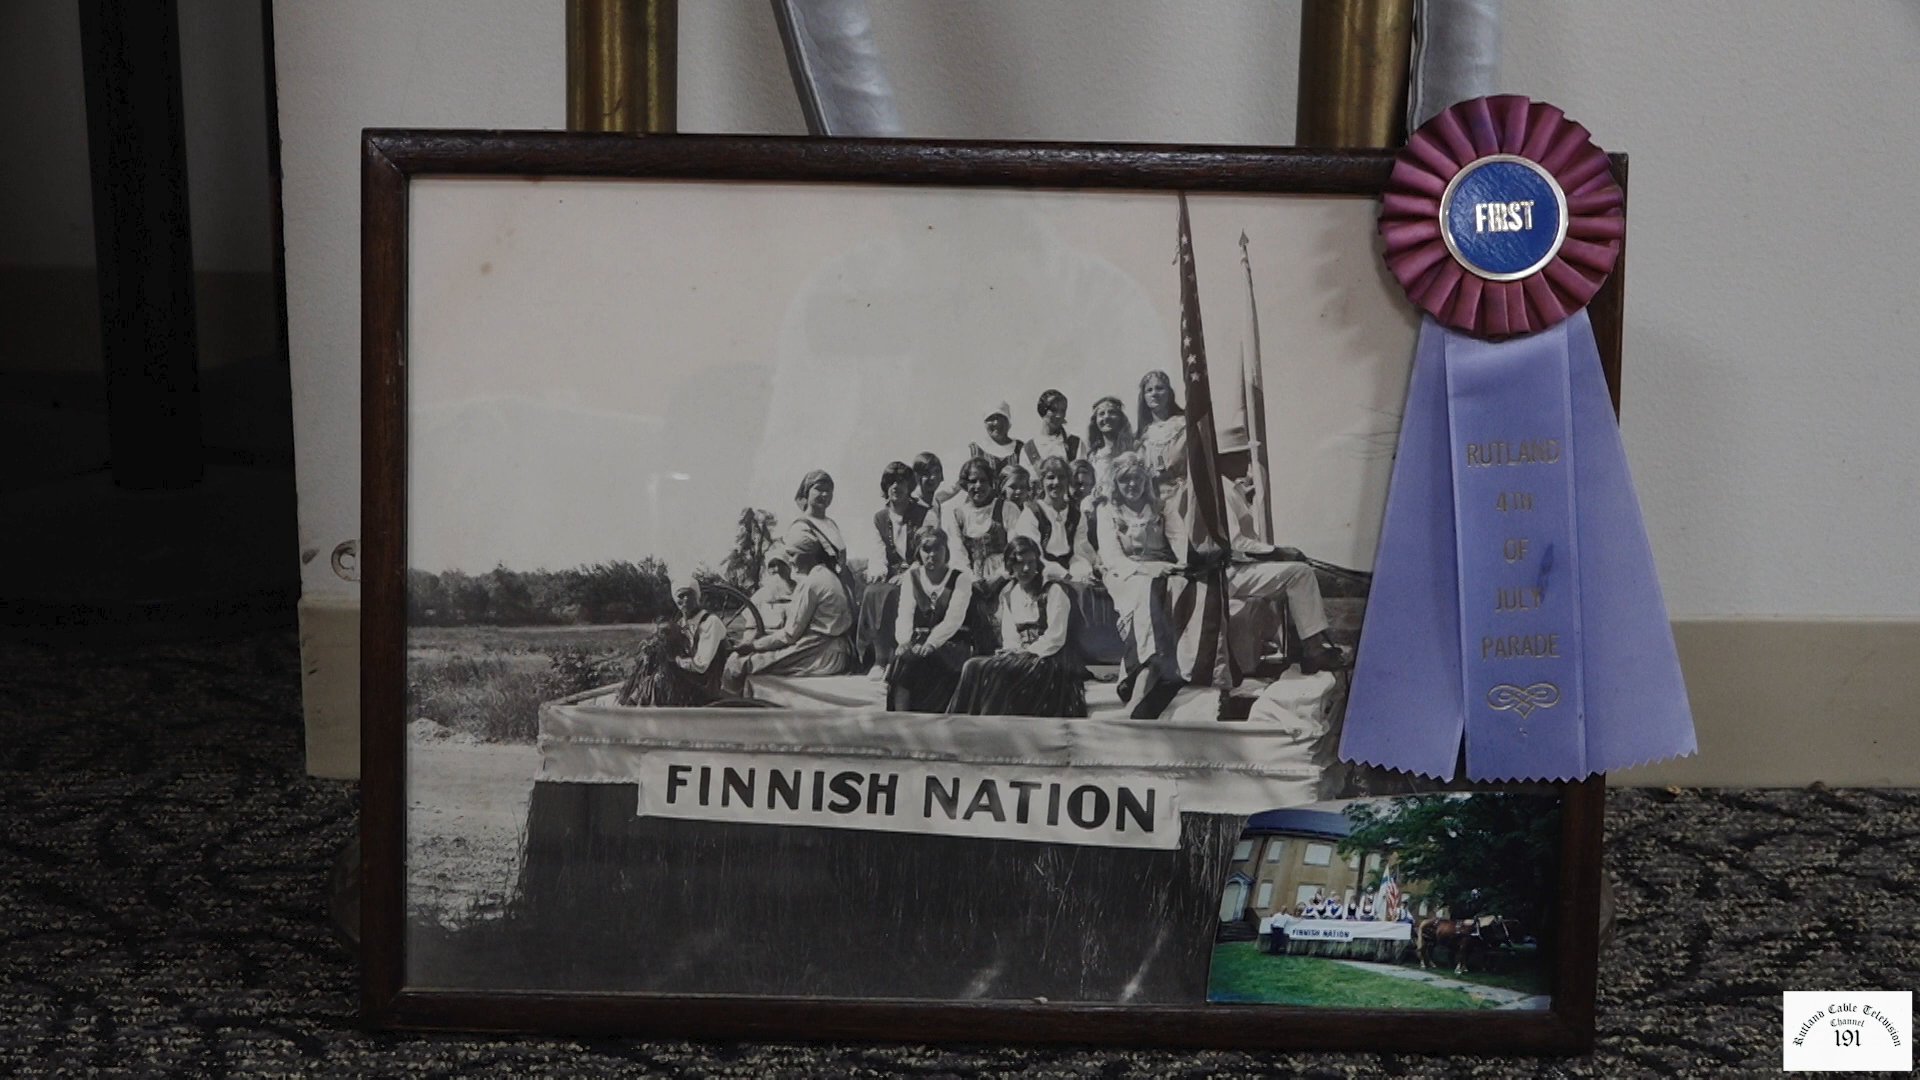 FIRST
RUTLAND
4TH
OF
JULY
PARADE
FINNISH NATION
FINNISH NATION
Rutland Cable Television
Channel
191